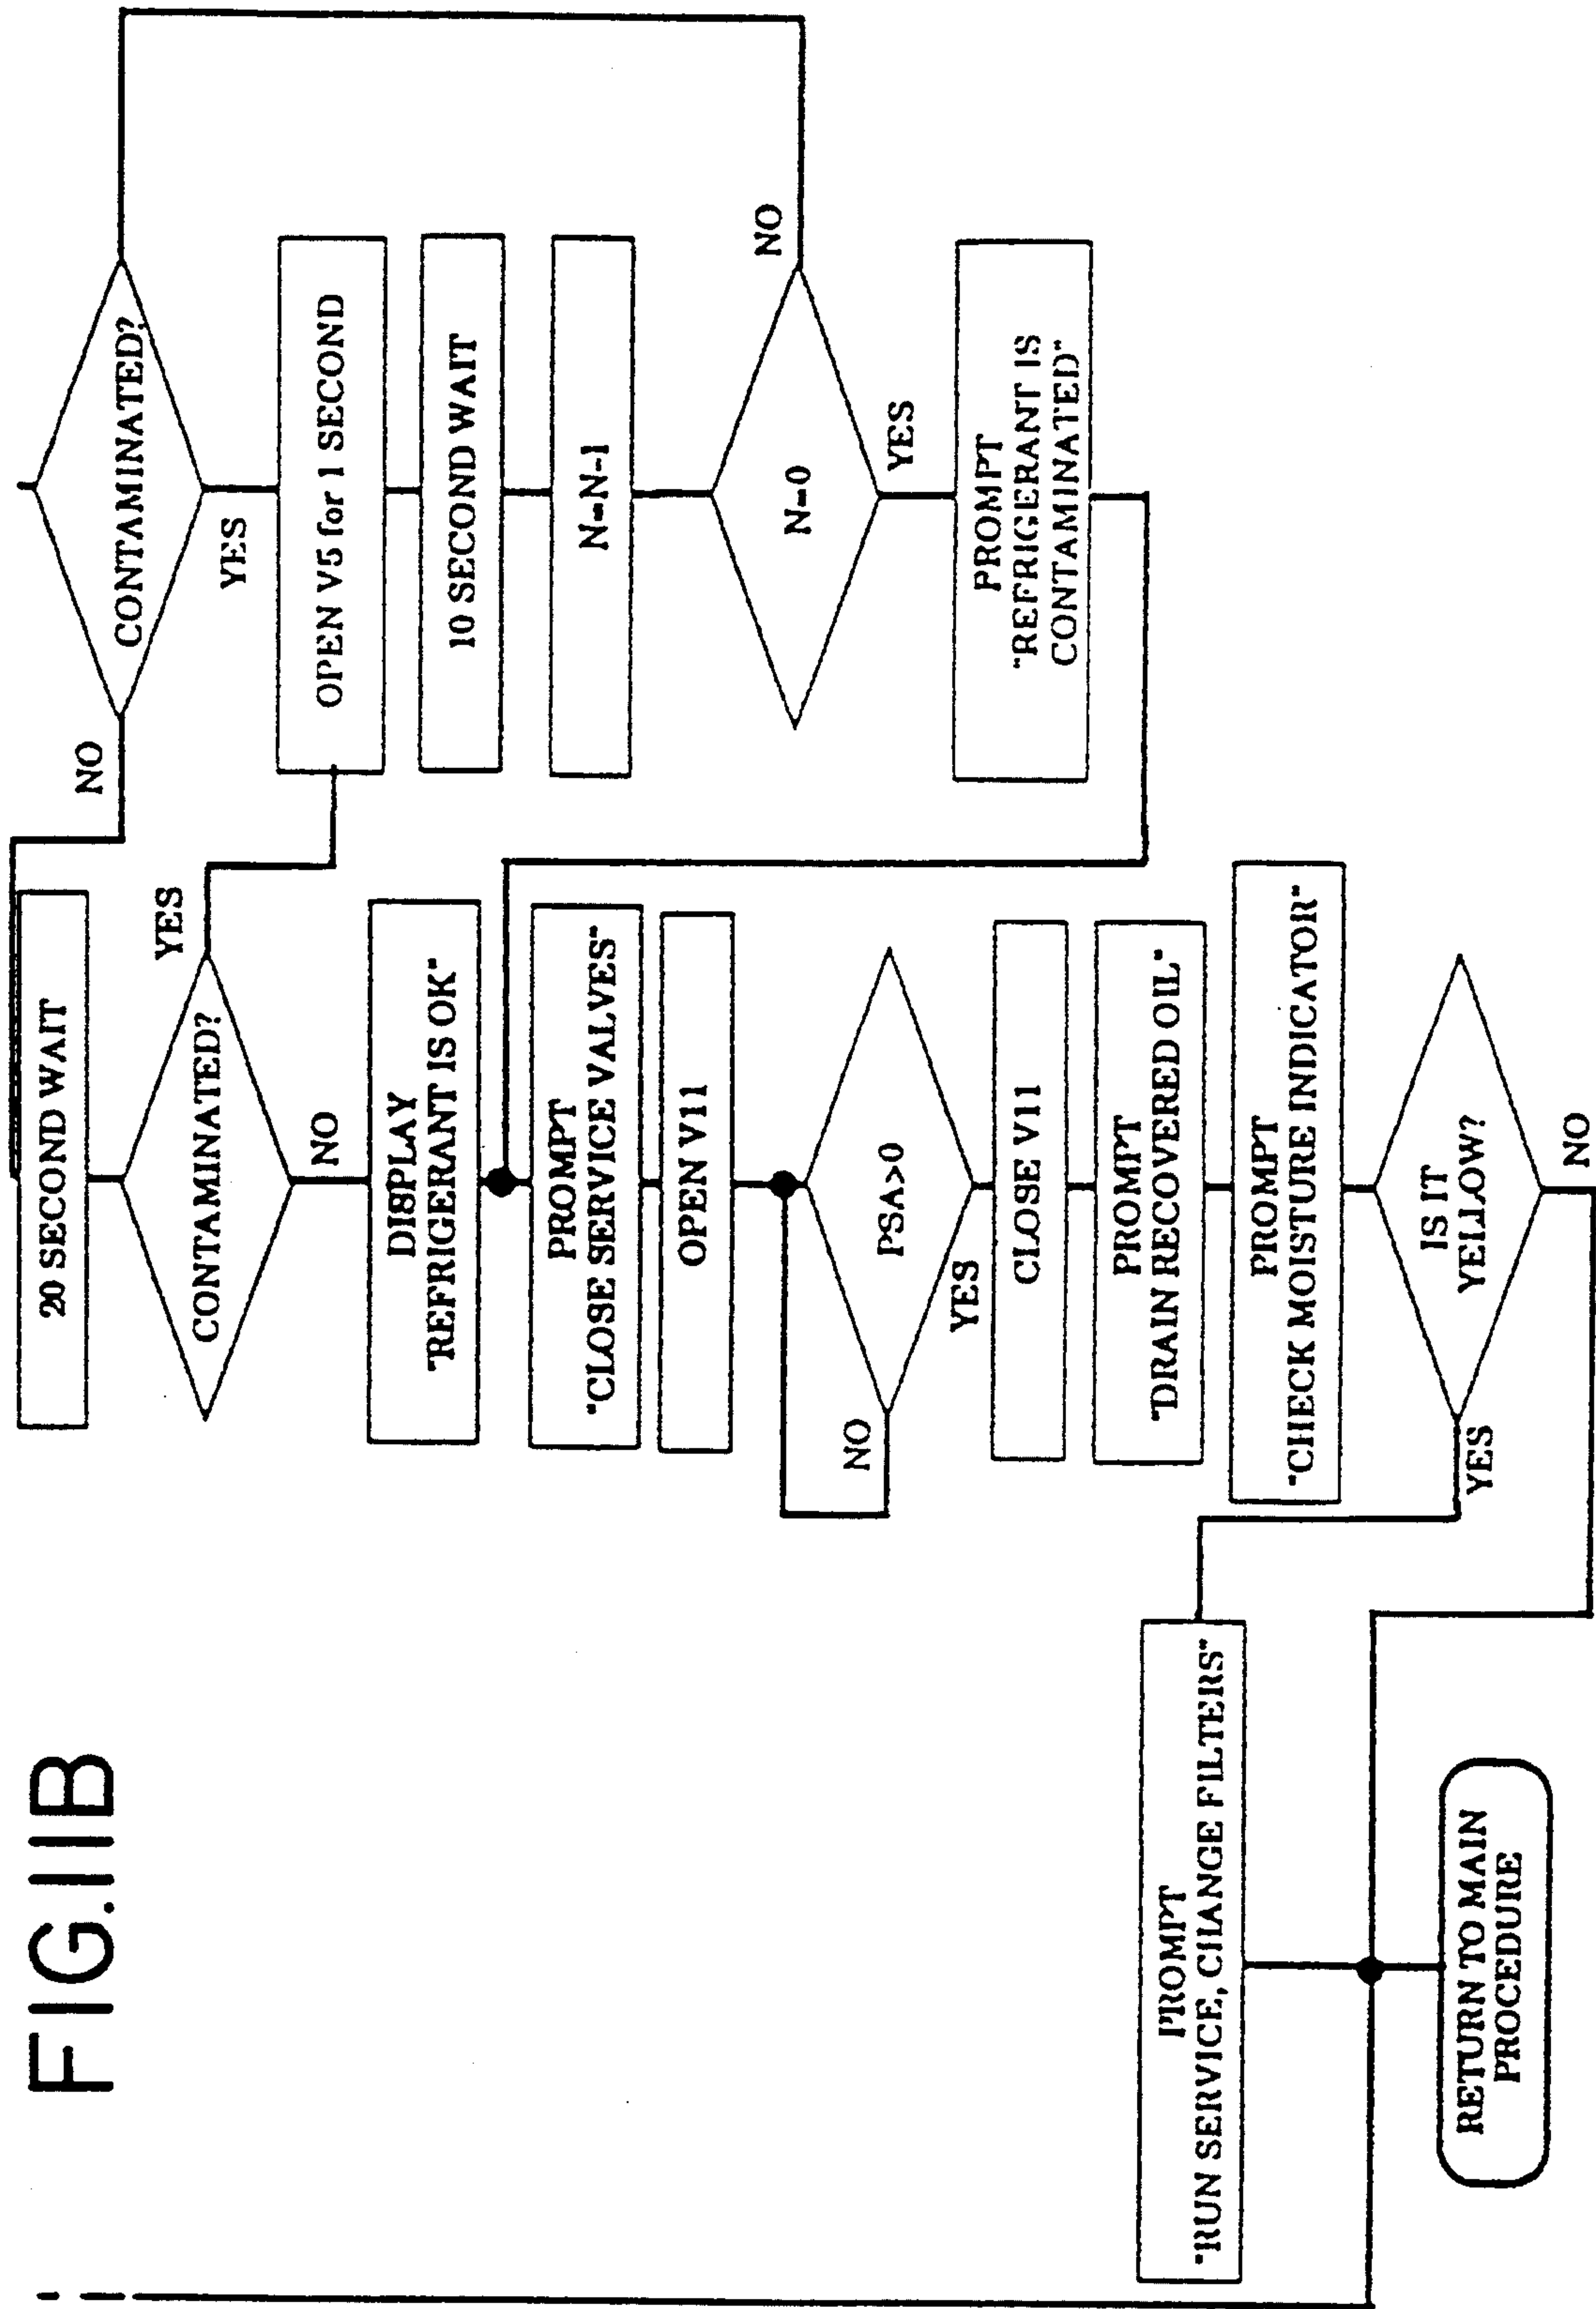 FIG.11B
CONTAMINATED?
NO
YES
OPEN V5 for 1 SECOND
10 SECOND WAIT
N=N-1
N=0
NO
YES
PROMPT
"REFRIGERANT IS
CONTAMINATED"
20 SECOND WAIT
CONTAMINATED?
YES
NO
DISPLAY
"REFRIGERANT IS OK"
PROMPT
"CLOSE SERVICE VALVES"
OPEN V11
PSA>0
NO
YES
CLOSE V11
PROMPT
"DRAIN RECOVERED OIL"
PROMPT
"CHECK MOISTURE INDICATOR"
IS IT
YELLOW?
YES
NO
PROMPT
"RUN SERVICE, CHANGE FILTERS"
RETURN TO MAIN
PROCEDURE